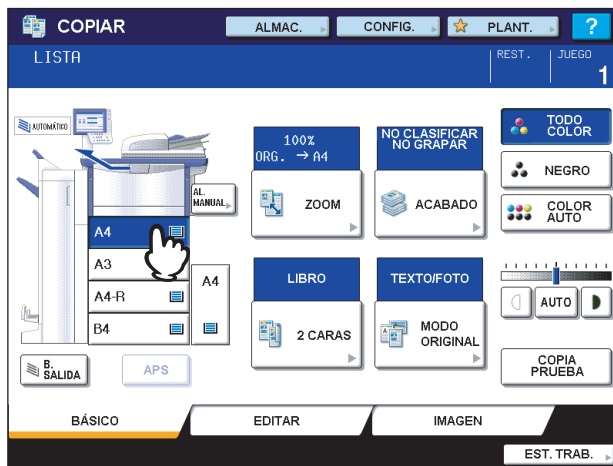 COPIAR
ALMAC.
CONFIG.
PLANT.
?
LISTA
REST.
JUEGO
1
AUTOMÁTICO
AL.
MANUAL
A4
A3
A4-R
B4
A4
B.
SALIDA
APS
100%
ORG. → A4
ZOOM
NO CLASIFICAR
NO GRAPAR
ACABADO
LIBRO
2 CARAS
TEXTO/FOTO
MODO
ORIGINAL
TODO
COLOR
NEGRO
COLOR
AUTO
AUTO
COPIA
PRUEBA
BÁSICO
EDITAR
IMAGEN
EST. TRAB.